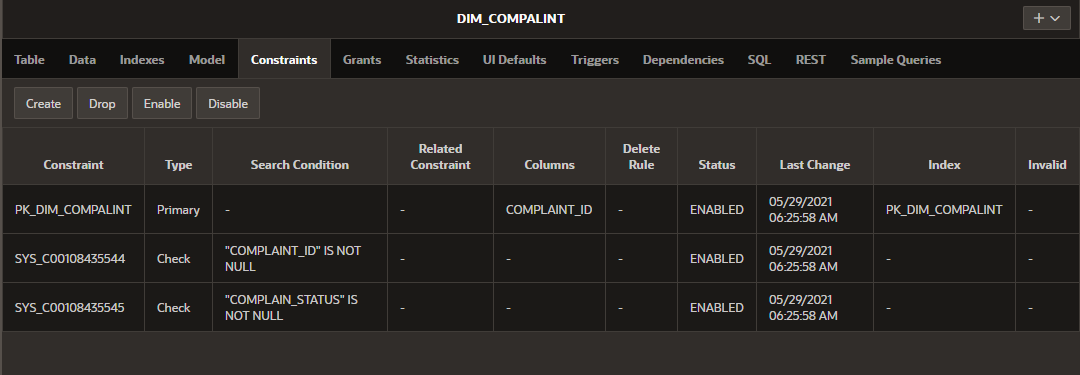 DIM_COMPALINT
Table Data Indexes Model Constraints Grants Statistics UI Defaults Triggers Dependencies SQL REST Sample Queries
Create Drop Enable Disable
Constraint Type Search Condition Related Constraint Columns Delete Rule Status Last Change Index Invalid
PK_DIM_COMPALINT Primary - - COMPLAINT_ID - ENABLED 05/29/2021 06:25:58 AM PK_DIM_COMPALINT -
SYS_C00108435544 Check "COMPLAINT_ID" IS NOT NULL - - - ENABLED 05/29/2021 06:25:58 AM - -
SYS_C00108435545 Check "COMPLAIN_STATUS" IS NOT NULL - - - ENABLED 05/29/2021 06:25:58 AM - -